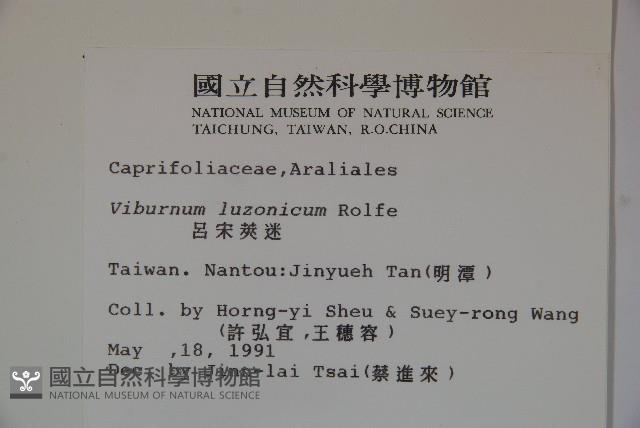 國立自然科學博物館
NATIONAL MUSEUM OF NATURAL SCIENCE
TAICHUNG, TAIWAN, R.O.CHINA
Caprifoliaceae,Araliales
Viburnum luzonicum Rolfe
呂宋莢迷
Taiwan. Nantou:Jinyueh Tan(明潭)
Coll. by Horng-yi Sheu & Suey-rong Wang
(許弘宜,王穗容)
May ,18, 1991
by lai Tsai(蔡進來)
國立自然科學博物館
NATIONAL MUSEUM OF NATURAL SCIENCE